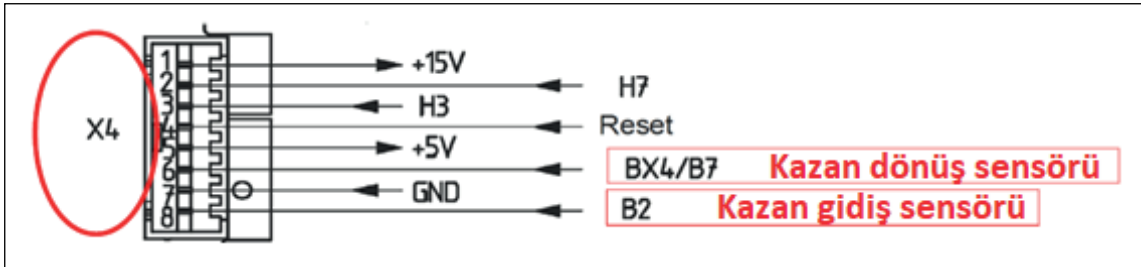 X4
1 +15V
2 H7
3 H3
4 Reset
5 +5V
6 BX4/B7 Kazan dönüş sensörü
7 GND
8 B2 Kazan gidiş sensörü